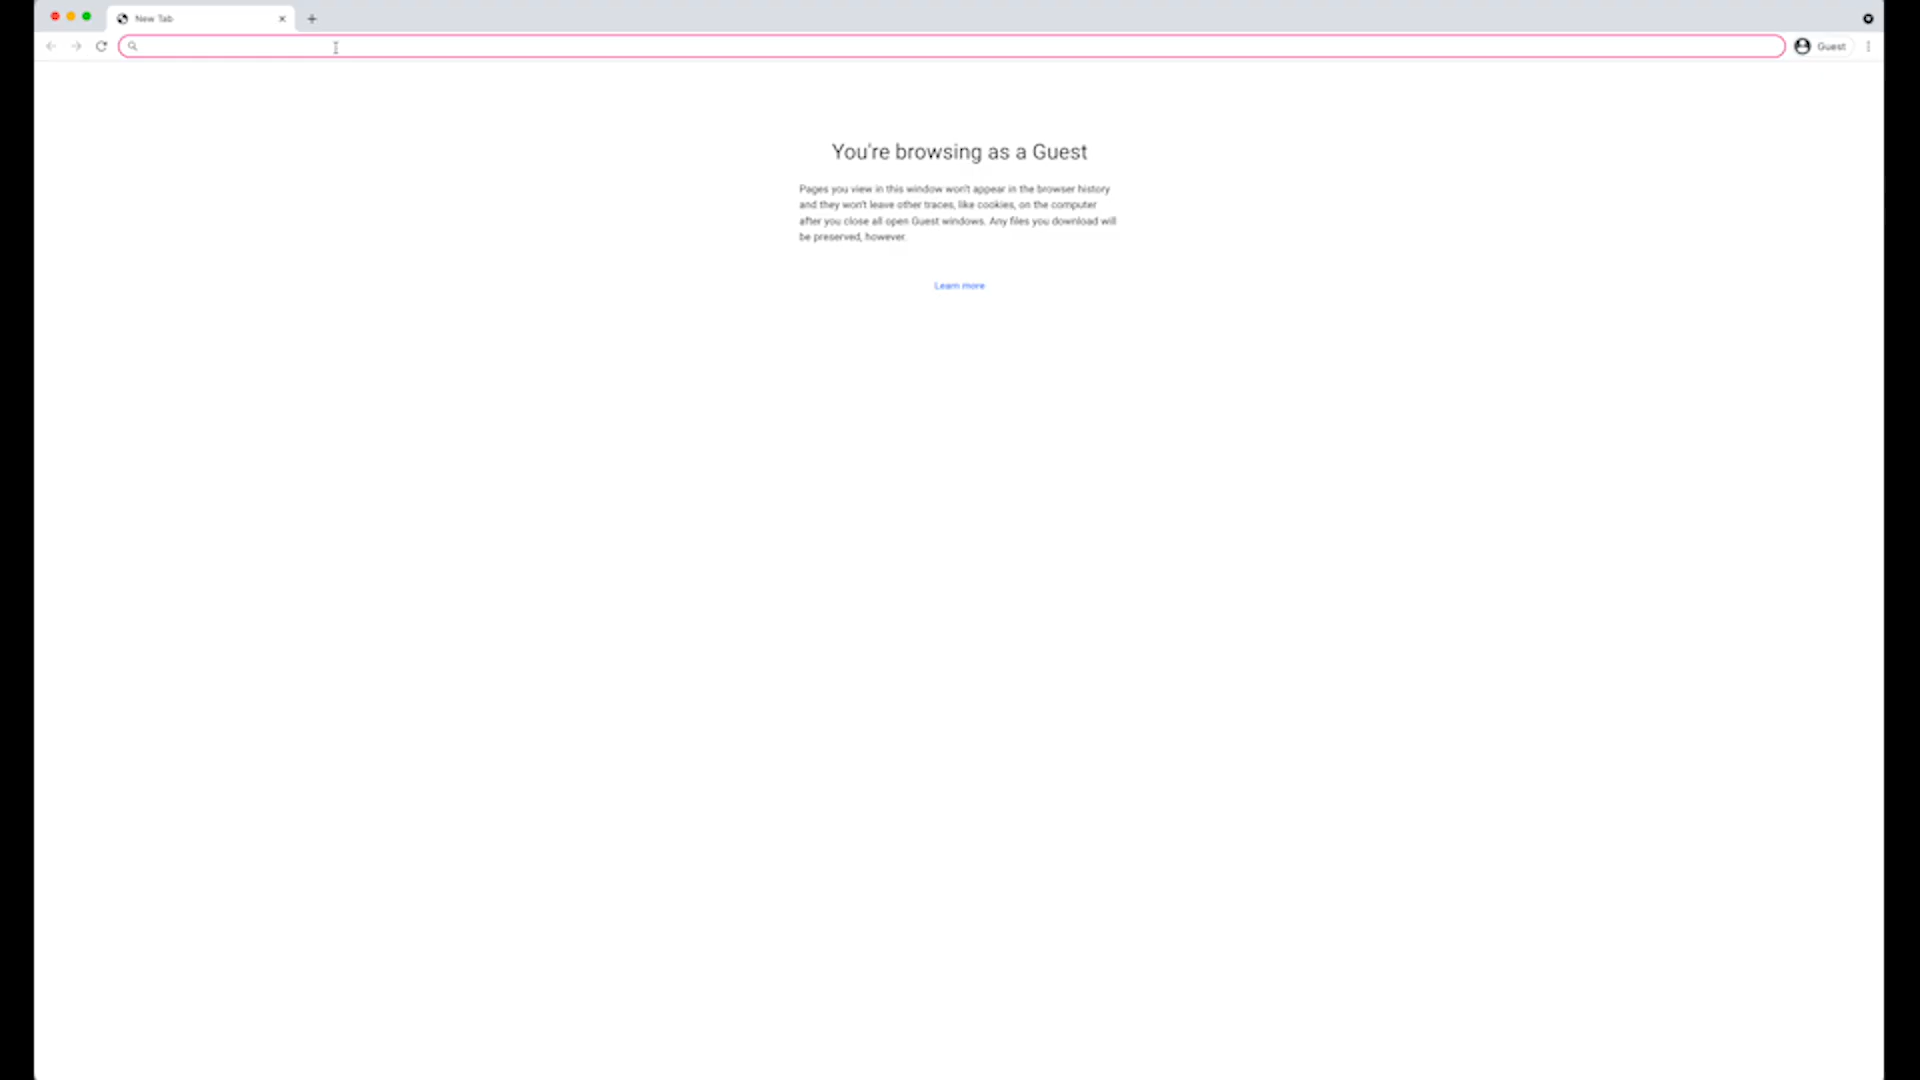 New Tab
Guest
You're browsing as a Guest
Pages you view in this window won't appear in the browser history
and they won't leave other traces, like cookies, on the computer
after you close all open Guest windows. Any files you download will
be preserved, however.
Learn more